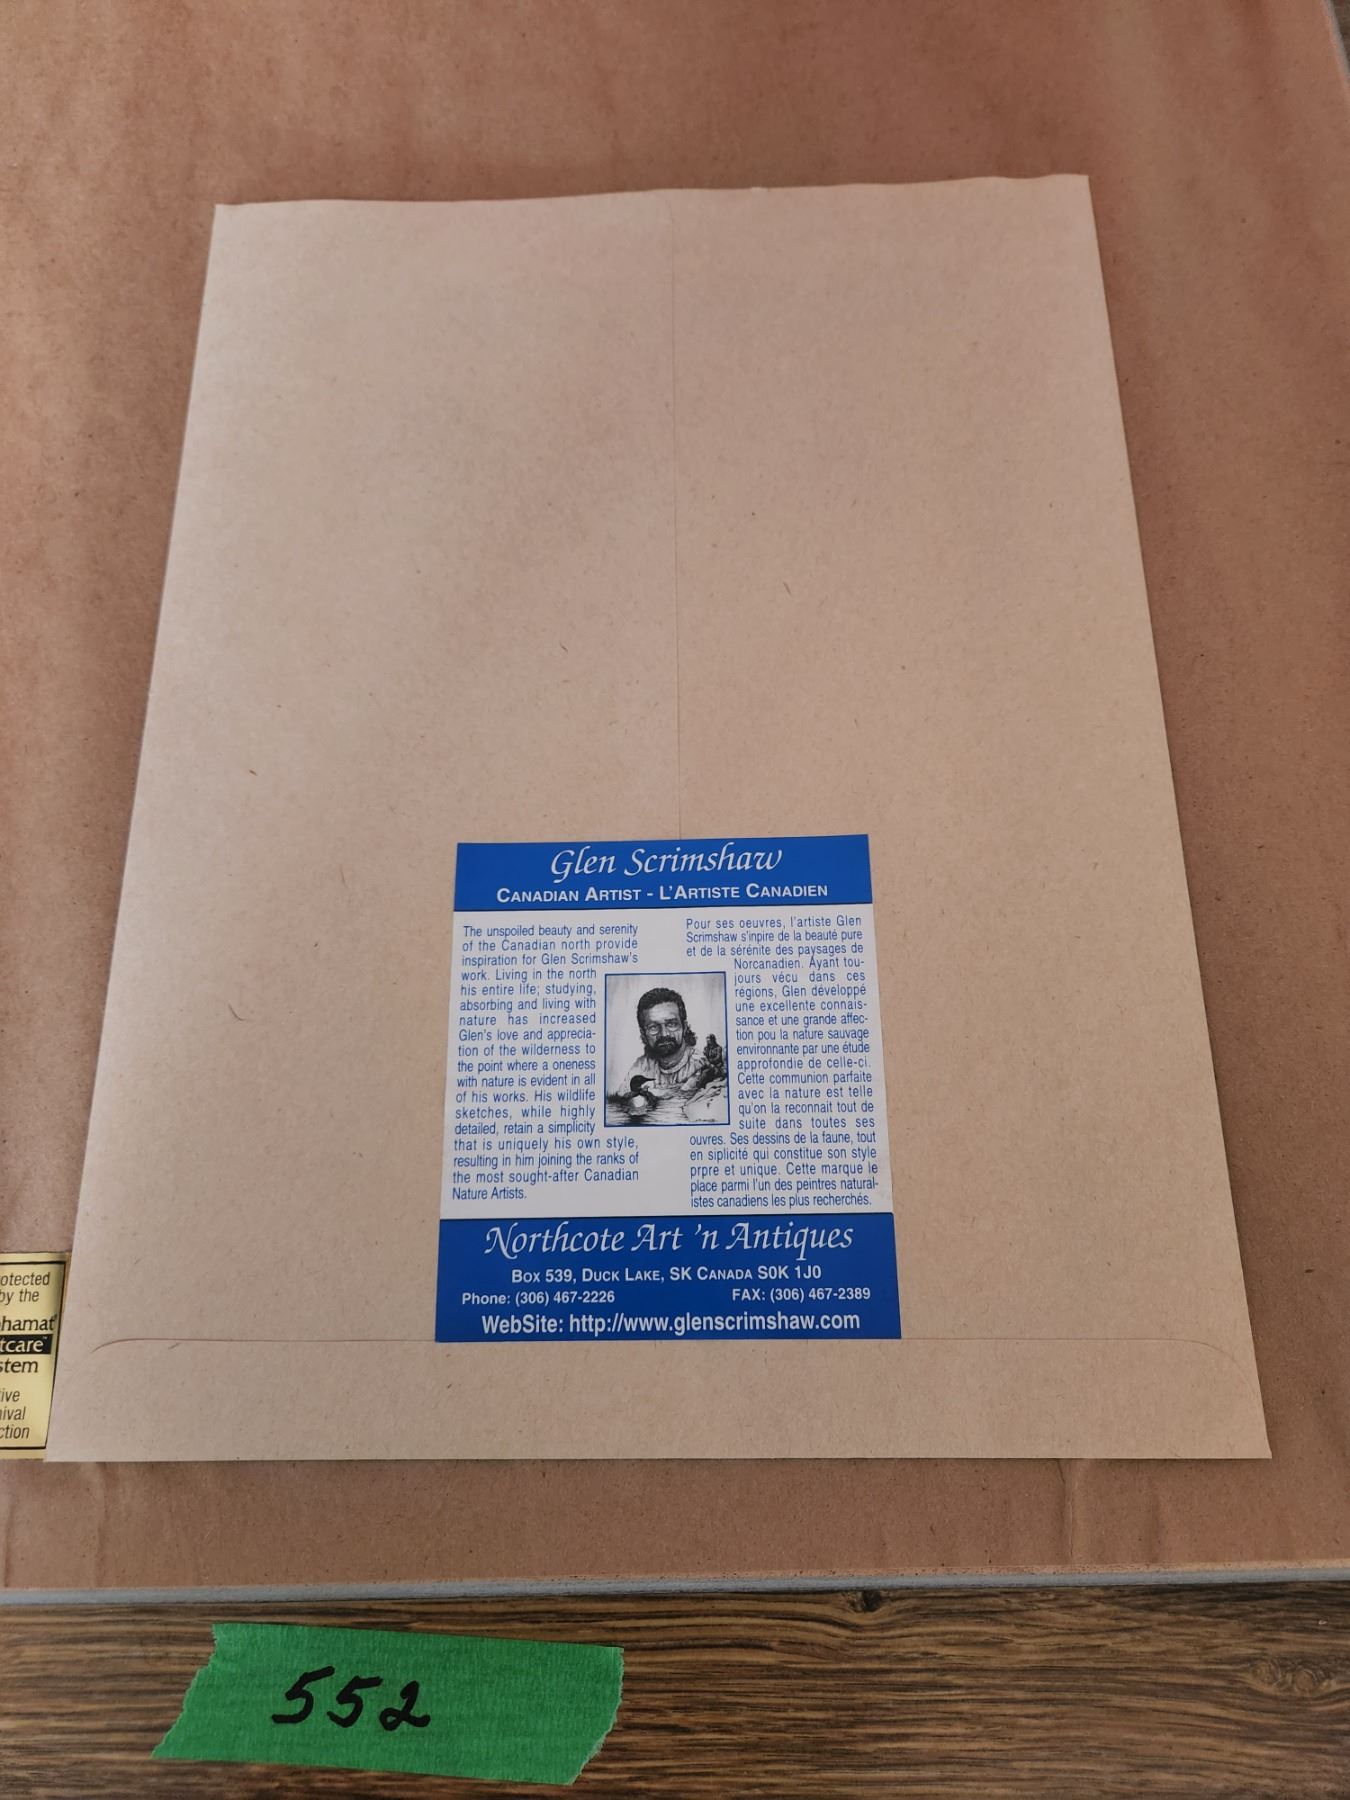 Glen Scrimshaw
CANADIAN ARTIST - L'ARTISTE CANADIEN
The unspoiled beauty and serenity
of the Canadian north provide
inspiration for Glen Scrimshaw's
work. Living in the north
his entire life; studying,
absorbing and living with
nature has increased
Glen's love and apprecia-
tion of the wilderness to
the point where a oneness
with nature is evident in all
of his works. His wildlife
sketches, while highly
detailed, retain a simplicity
that is uniquely his own style,
resulting in him joining the ranks of
the most sought-after Canadian
Nature Artists.
Pour ses oeuvres, l'artiste Glen
Scrimshaw s'inpire de la beauté pure
et de la sérénite des paysages de
Norcanadien. Ayant tou-
jours vécu dans ces
régions, Glen développé
une excellente connais-
sance et une grande affec-
tion pou la nature sauvage
environnante par une étude
approfondie de celle-ci.
Cette communion parfaite
avec la nature est telle
qu'on la reconnait tout de
suite dans toutes ses
ouvres. Ses dessins de la faune, tout
en siplicité qui constitue son style
prpre et unique. Cette marque le
place parmi l'un des peintres natural-
istes canadiens les plus recherchés.
Northcote Art 'n Antiques
BOX 539, DUCK LAKE, SK CANADA S0K 1J0
Phone: (306) 467-2226 FAX: (306) 467-2389
WebSite: http://www.glenscrimshaw.com
otected
by the
hamat
tcare™
stem
ive
ival
ction
552